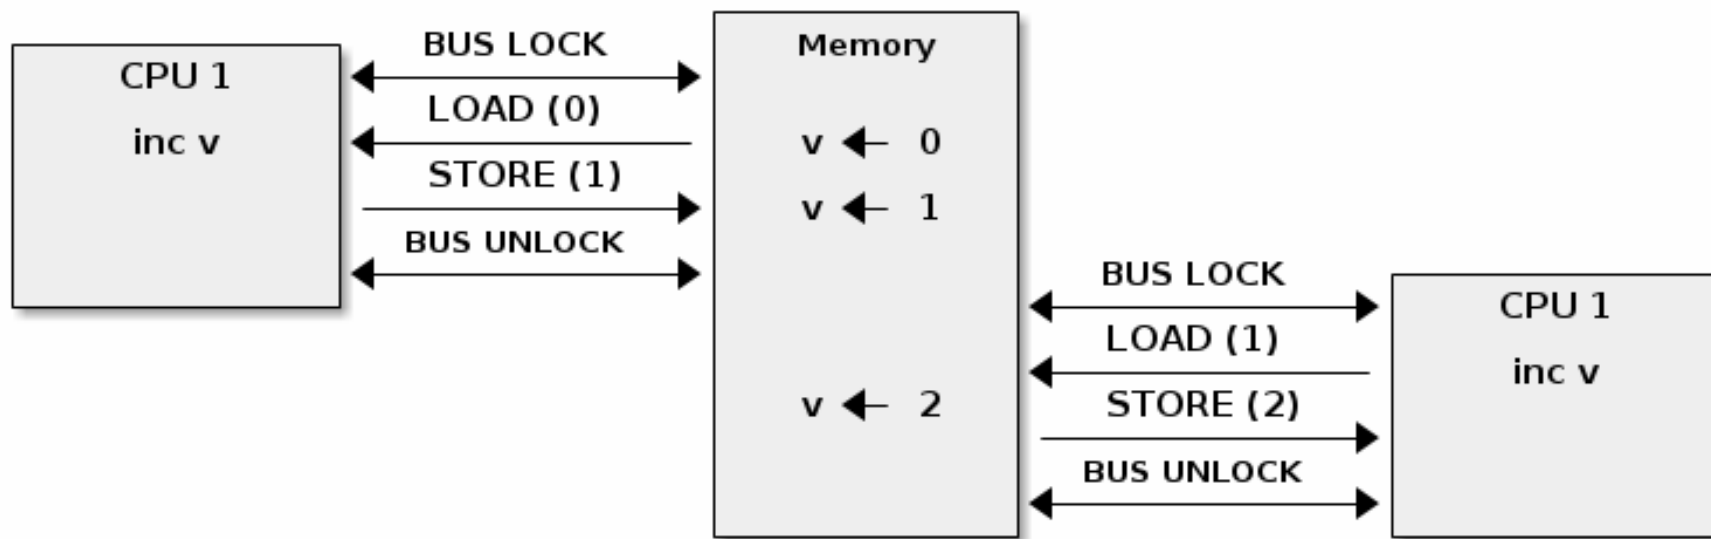 CPU 1
inc v
BUS LOCK
LOAD (0)
STORE (1)
BUS UNLOCK
Memory
v 0
v 1
v 2
BUS LOCK
LOAD (1)
STORE (2)
BUS UNLOCK
CPU 1
inc v